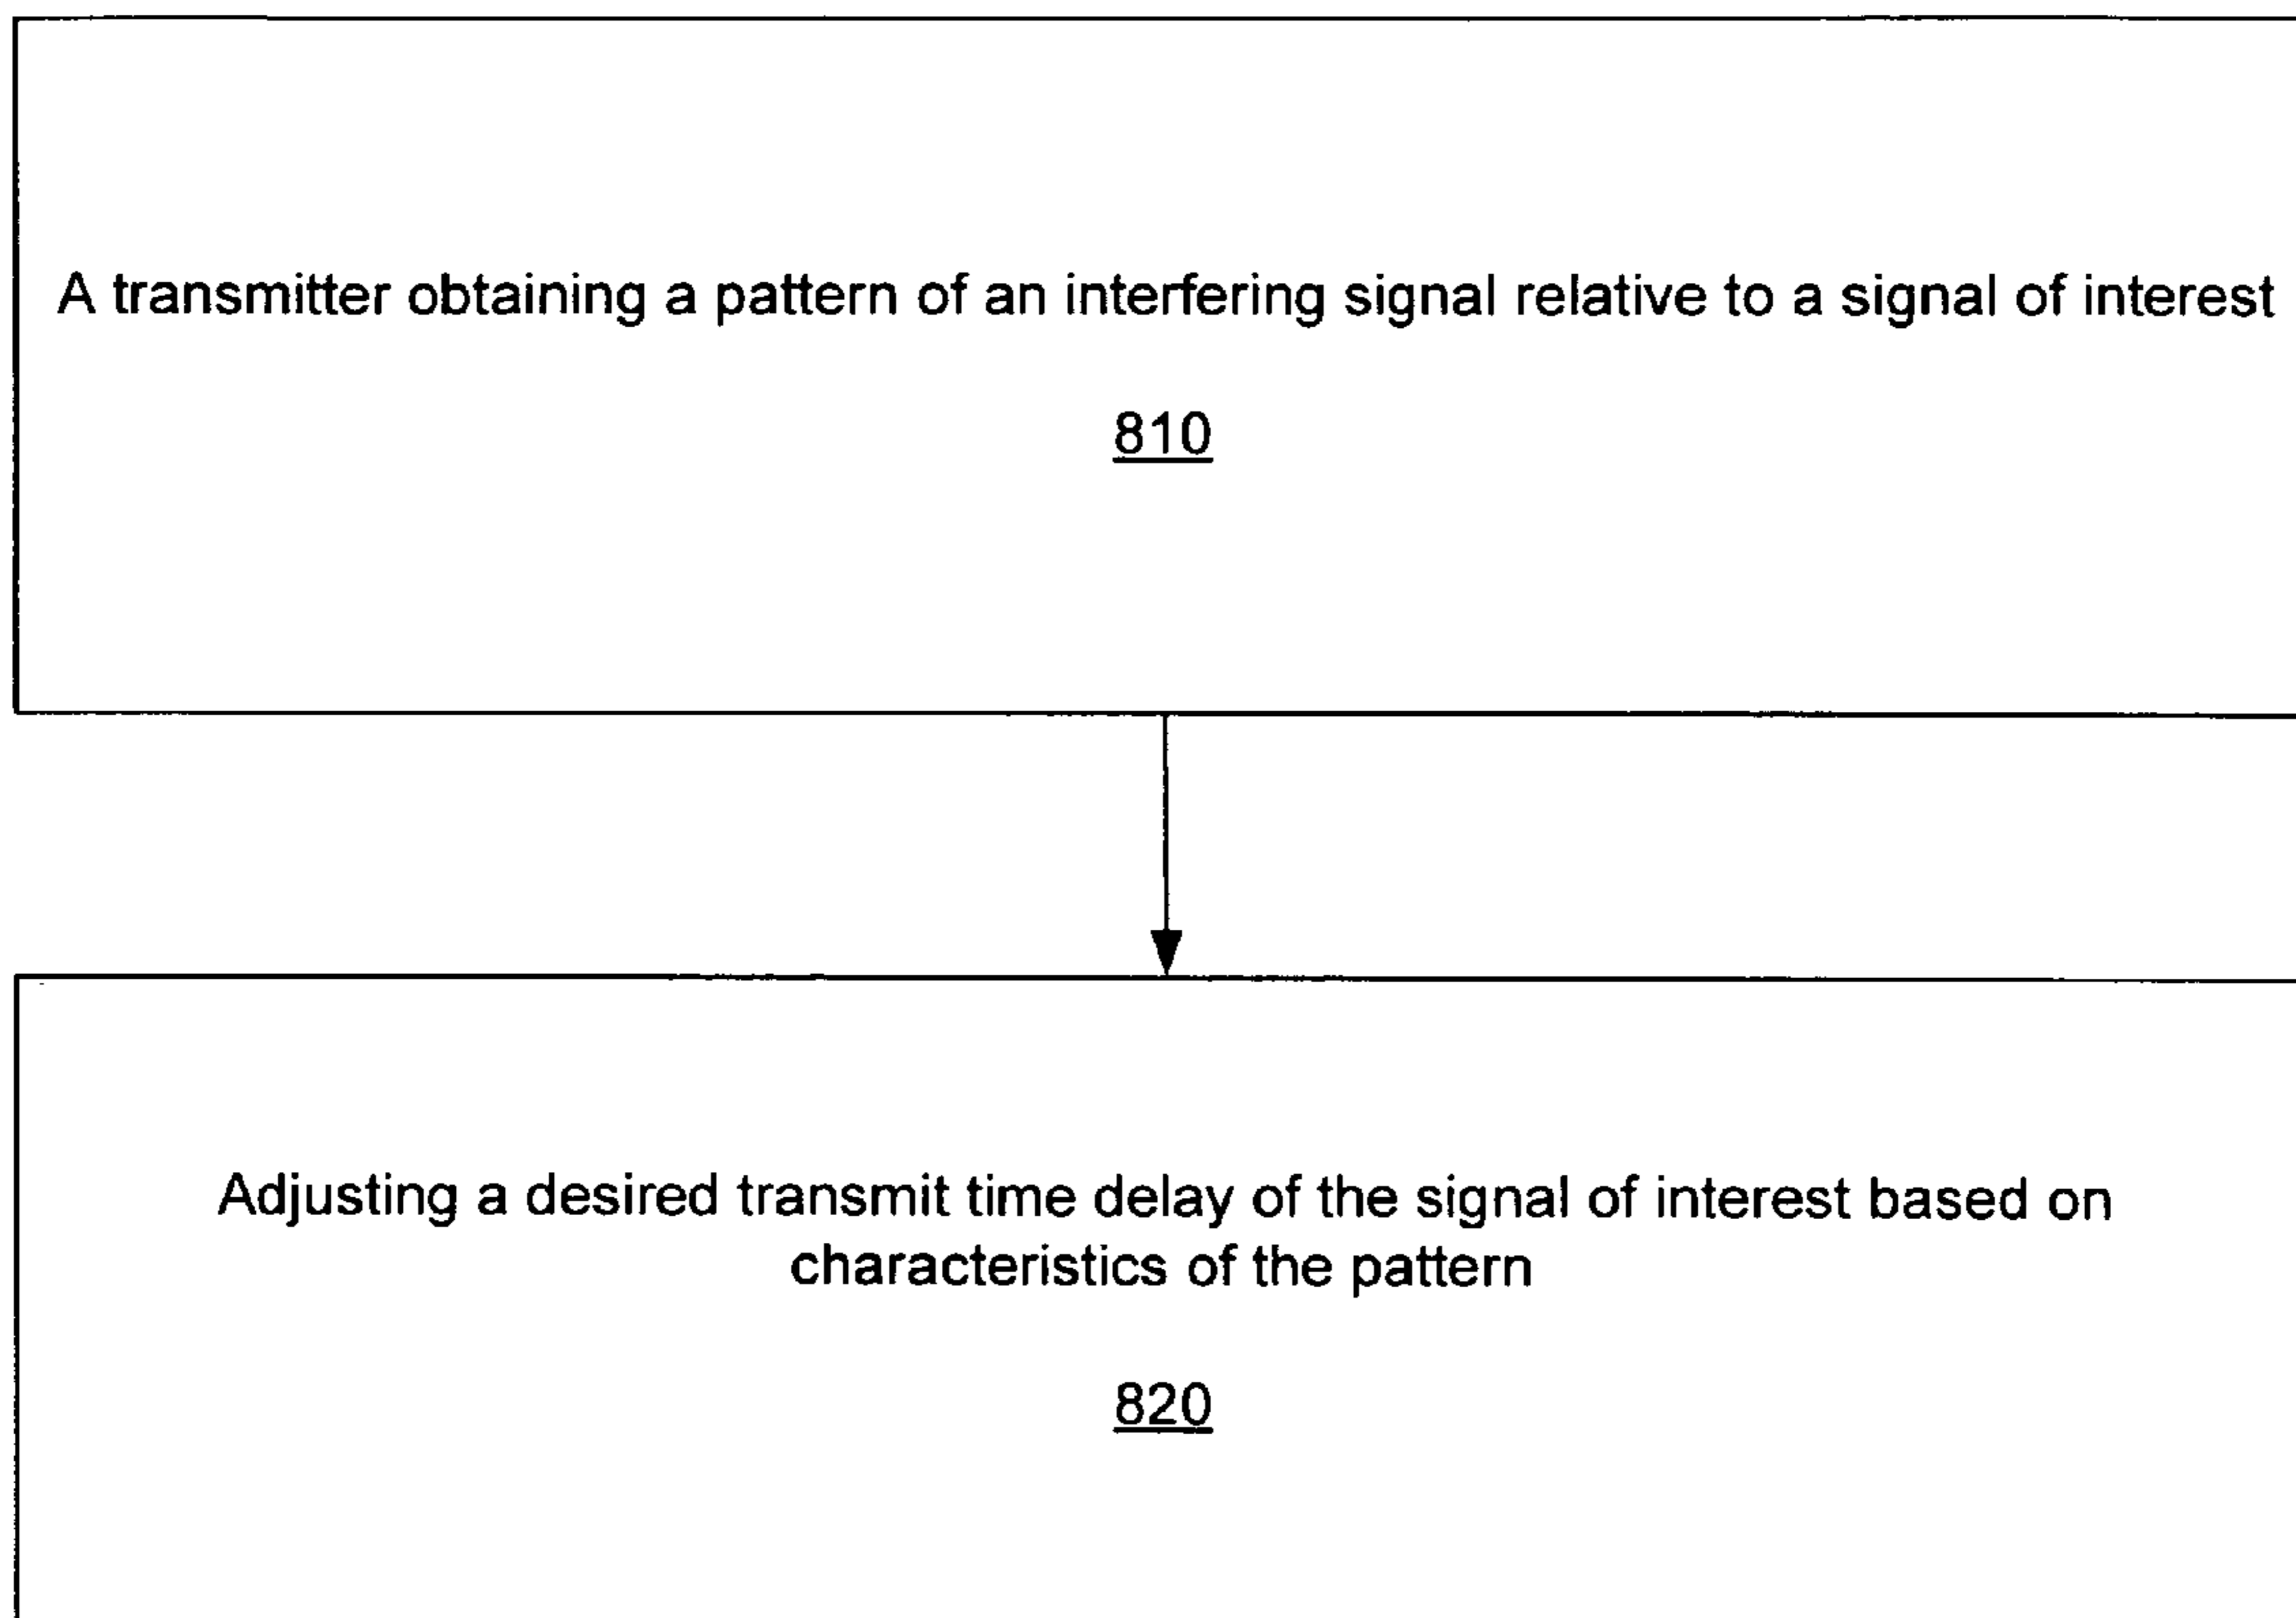 A transmitter obtaining a pattern of an interfering signal relative to a signal of interest
810
Adjusting a desired transmit time delay of the signal of interest based on
characteristics of the pattern
820